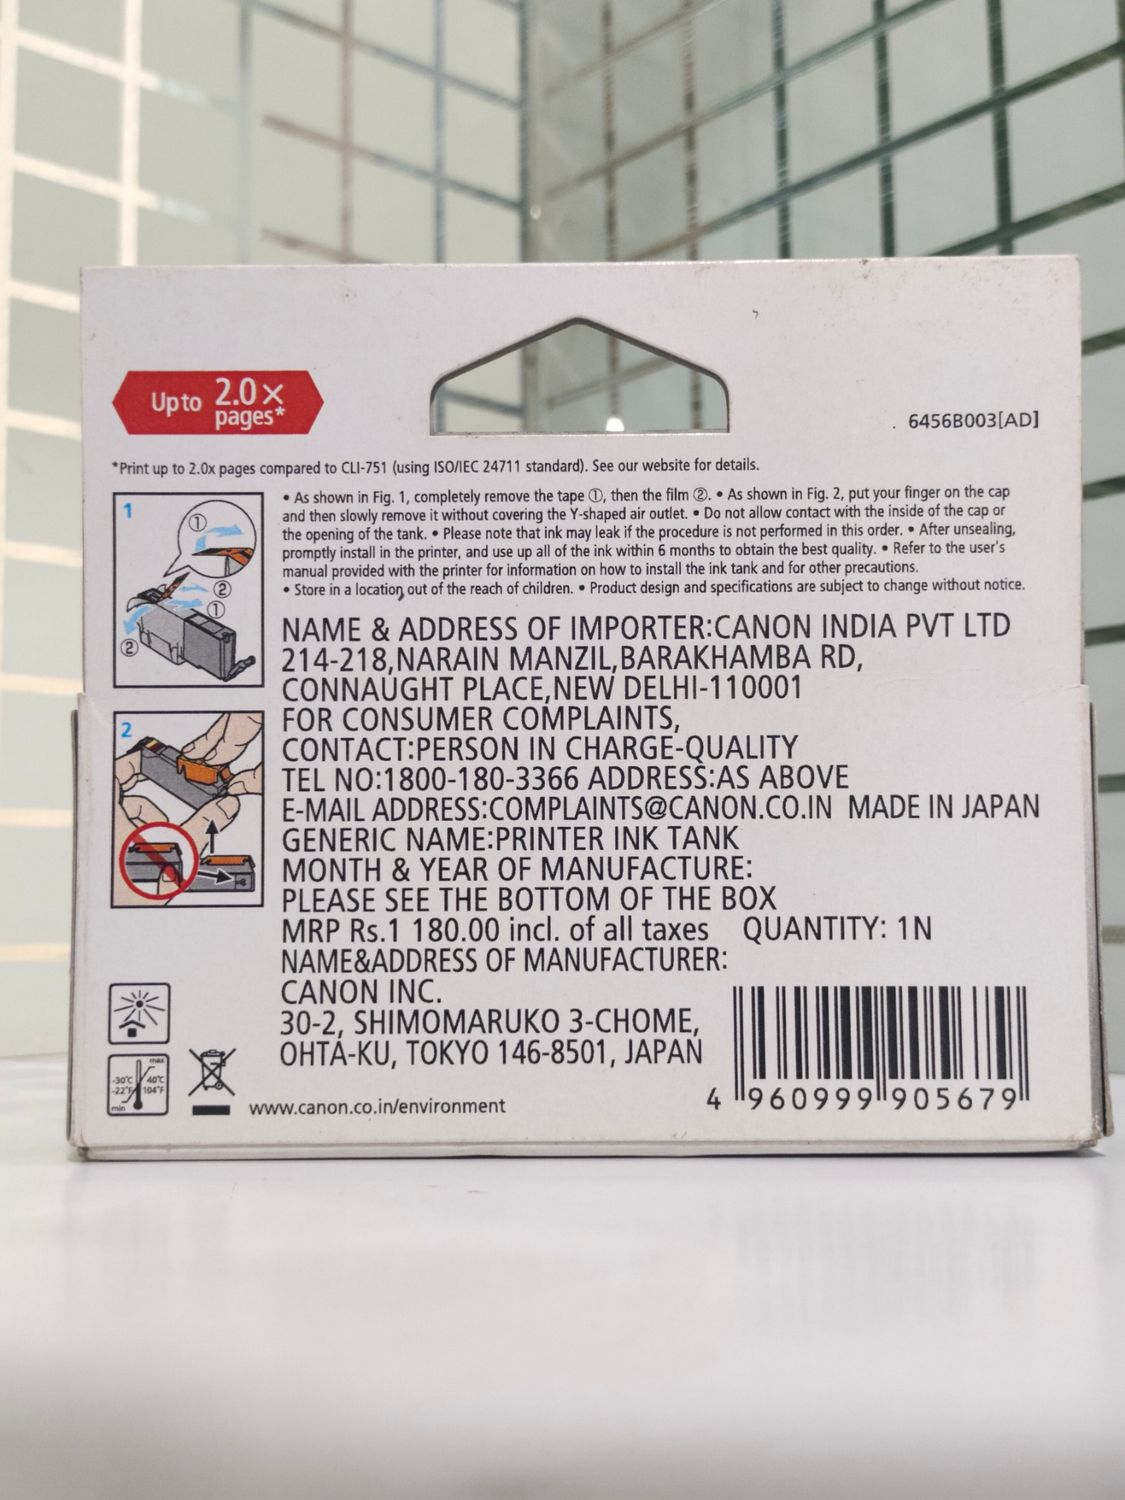 Up to 2.0x
pages*
6456B003[AD]
*Print up to 2.0x pages compared to CLI-751 (using ISO/IEC 24711 standard). See our website for details.
1
① 
②
①
②
• As shown in Fig. 1, completely remove the tape ①, then the film ②. • As shown in Fig. 2, put your finger on the cap
and then slowly remove it without covering the Y-shaped air outlet. • Do not allow contact with the inside of the cap or
the opening of the tank. • Please note that ink may leak if the procedure is not performed in this order. • After unsealing,
promptly install in the printer, and use up all of the ink within 6 months to obtain the best quality. • Refer to the user's
manual provided with the printer for information on how to install the ink tank and for other precautions.
• Store in a location out of the reach of children. • Product design and specifications are subject to change without notice.
NAME & ADDRESS OF IMPORTER:CANON INDIA PVT LTD
214-218,NARAIN MANZIL,BARAKHAMBA RD,
CONNAUGHT PLACE,NEW DELHI-110001
FOR CONSUMER COMPLAINTS,
2
CONTACT:PERSON IN CHARGE-QUALITY
TEL NO:1800-180-3366 ADDRESS:AS ABOVE
E-MAIL ADDRESS:COMPLAINTS@CANON.CO.IN MADE IN JAPAN
GENERIC NAME:PRINTER INK TANK
MONTH & YEAR OF MANUFACTURE:
PLEASE SEE THE BOTTOM OF THE BOX
MRP Rs.1 180.00 incl. of all taxes QUANTITY: 1N
NAME&ADDRESS OF MANUFACTURER:
CANON INC.
30-2, SHIMOMARUKO 3-CHOME,
OHTA-KU, TOKYO 146-8501, JAPAN
max
-30°C 40°C
-22°F 104°F
min
www.canon.co.in/environment
4 960999 905679